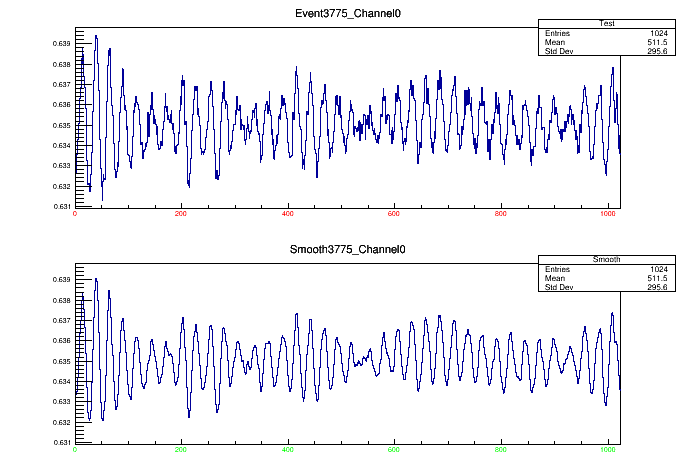 Event3775_Channel0
Test
Entries 1024
Mean 511.5
Std Dev 295.6
0.639
0.638
0.637
0.636
0.635
0.634
0.633
0.632
0.631
0 200 400 600 800 1000
Smooth3775_Channel0
Smooth
Entries 1024
Mean 511.5
Std Dev 295.6
0.639
0.638
0.637
0.636
0.635
0.634
0.633
0.632
0.631
0 200 400 600 800 1000